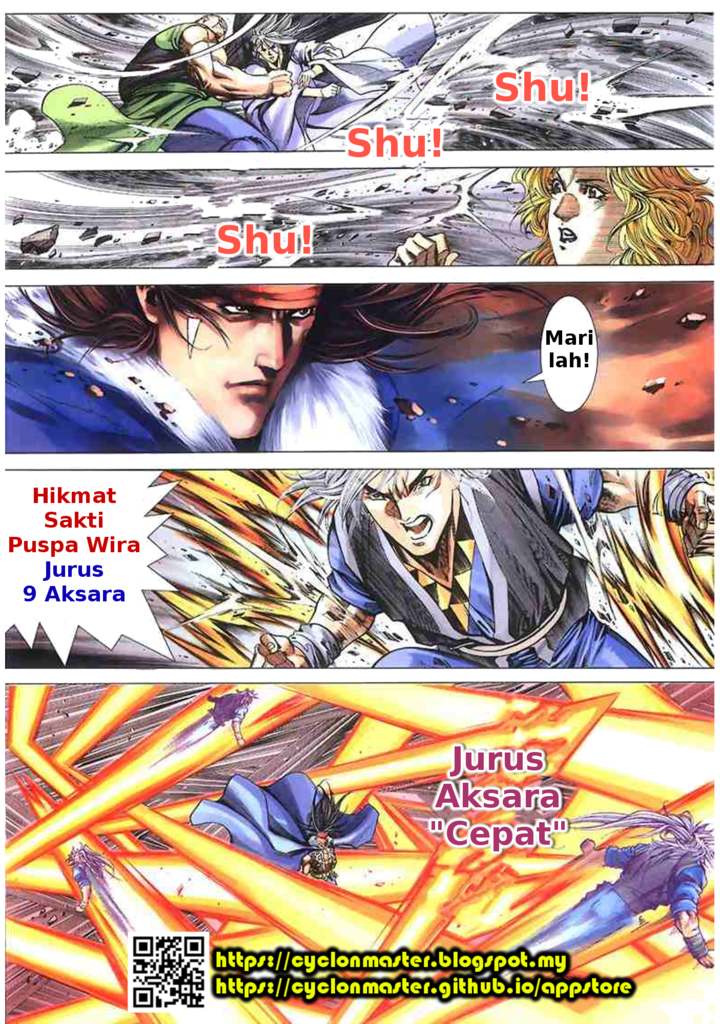 Shu!
Shu!
Shu!
Mari
lah!
Hikmat
Sakti
Puspa Wira
Jurus
9 Aksara
Jurus
Aksara
"Cepat"
https://cyclonmaster.blogspot.my
https://cyclonmaster.github.io/appstore